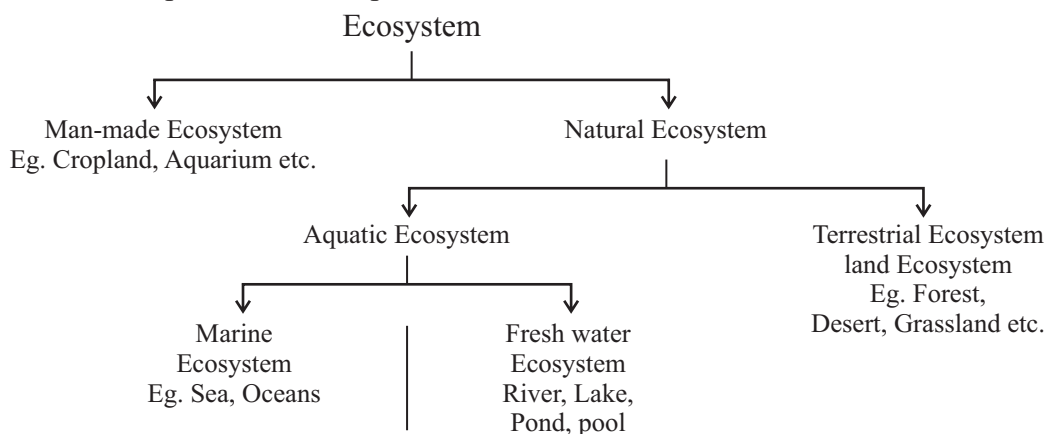 Ecosystem
Man-made Ecosystem
Eg. Cropland, Aquarium etc.
Natural Ecosystem
Aquatic Ecosystem
Terrestrial Ecosystem
land Ecosystem
Eg. Forest,
Desert, Grassland etc.
Marine
Ecosystem
Eg. Sea, Oceans
Fresh water
Ecosystem
River, Lake,
Pond, pool